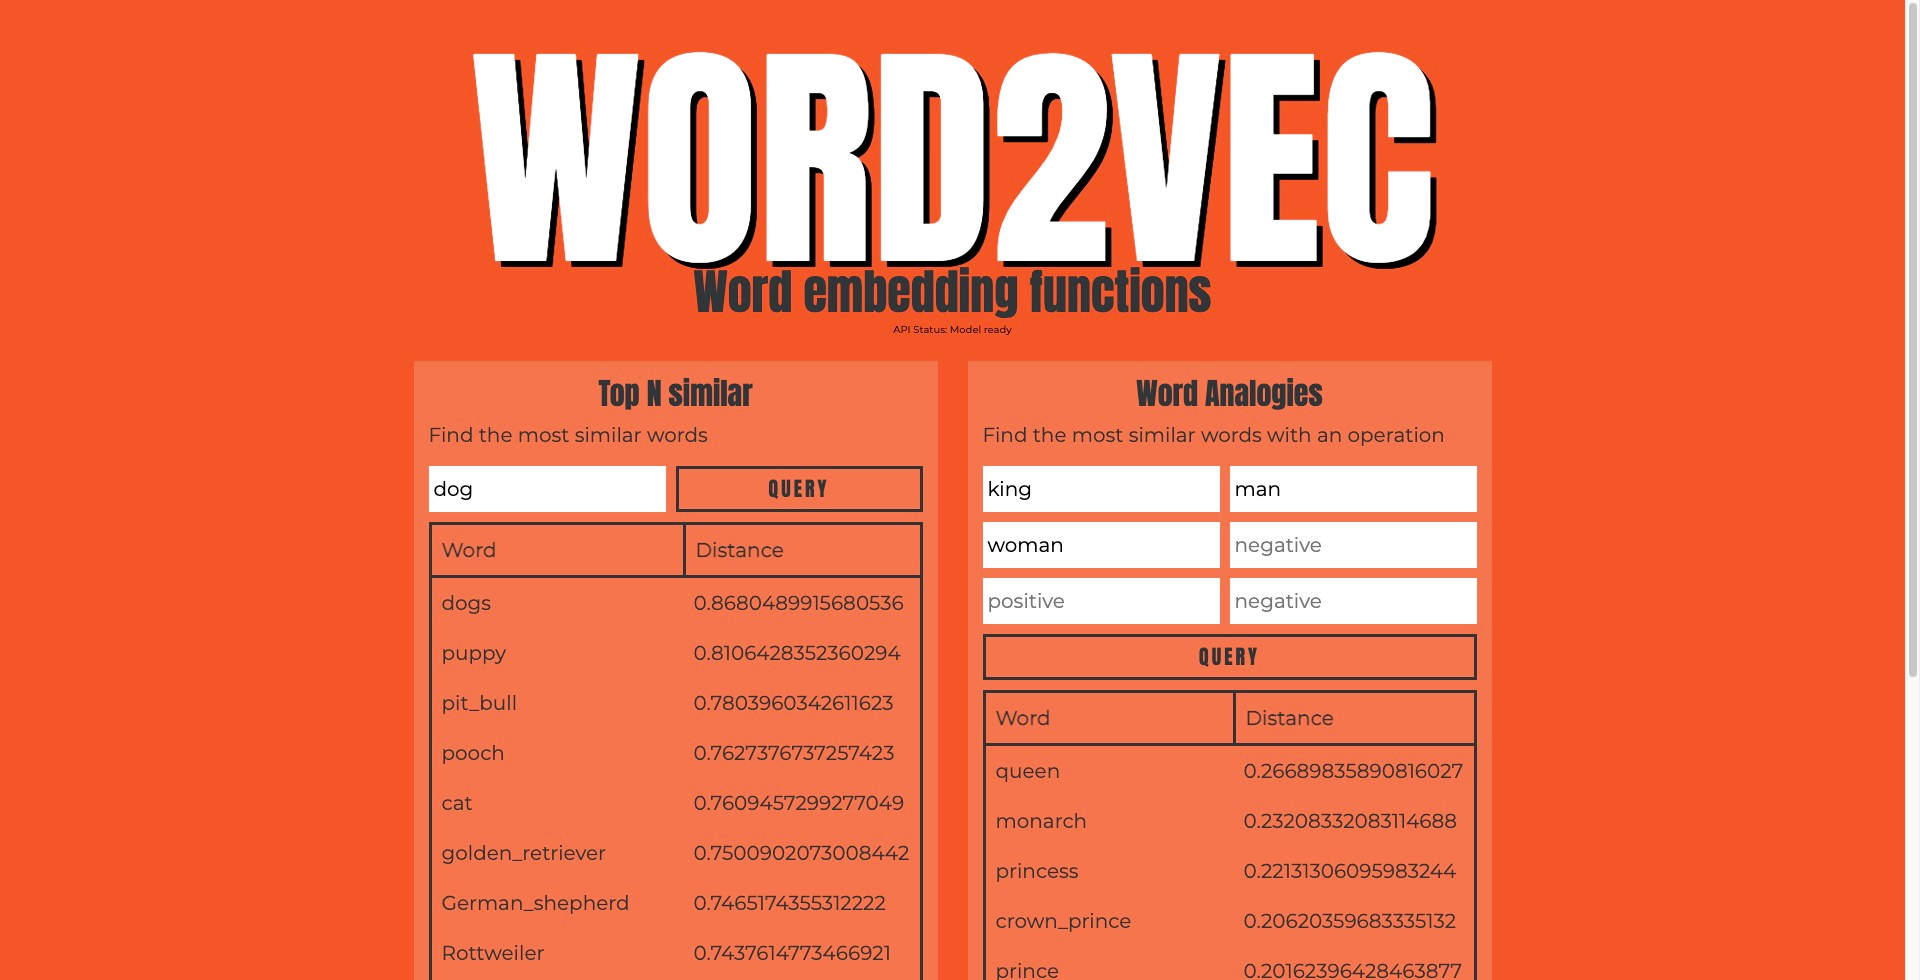 WORD2VEC
Word embedding functions
API Status: Model ready
Top N similar
Find the most similar words
dog QUERY
Word Distance
dogs 0.8680489915680536
puppy 0.8106428352360294
pit_bull 0.7803960342611623
pooch 0.7627376737257423
cat 0.7609457299277049
golden_retriever 0.7500902073008442
German_shepherd 0.7465174355312222
Rottweiler 0.7437614773466921
Word Analogies
Find the most similar words with an operation
king man
woman negative
positive negative
QUERY
Word Distance
queen 0.26689835890816027
monarch 0.23208332083114688
princess 0.22131306095983244
crown_prince 0.20620359683335132
prince 0.20162396428463877